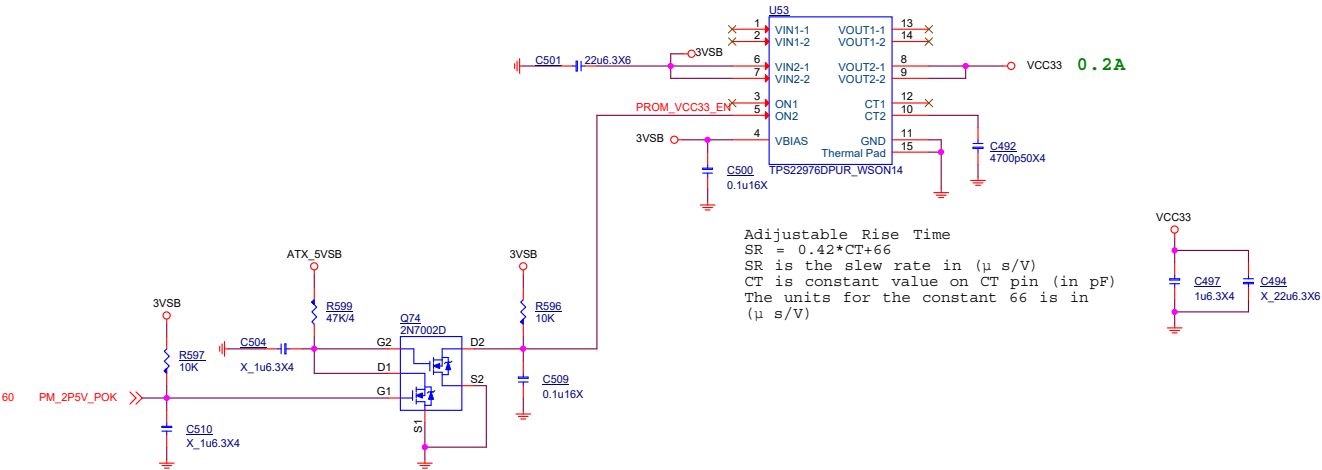 U53
1 VIN1-1 VOUT1-1 13
2 VIN1-2 VOUT1-2 14
3VSB
C501 22u6.3X6
6 VIN2-1 VOUT2-1 8
7 VIN2-2 VOUT2-2 9
VCC33 0.2A
PROM_VCC33_EN
3 ON1 CT1 12
5 ON2 CT2 10
3VSB 4 VBIAS GND 11
Thermal Pad 15
TPS22976DPUR_WSON14
C500
0.1u16X
C492
4700p50X4
Adijustable Rise Time
SR = 0.42*CT+66
SR is the slew rate in (μ s/V)
CT is constant value on CT pin (in pF)
The units for the constant 66 is in
(μ s/V)
VCC33
C497
1u6.3X4
C494
X_22u6.3X6
ATX_5VSB
3VSB
3VSB
R599
47K/4
R596
10K
R597
10K
Q74
2N7002D
C504
X_1u6.3X4
G2 D2
D1
S2
G1
S1
C509
0.1u16X
60 PM_2P5V_POK
C510
X_1u6.3X4